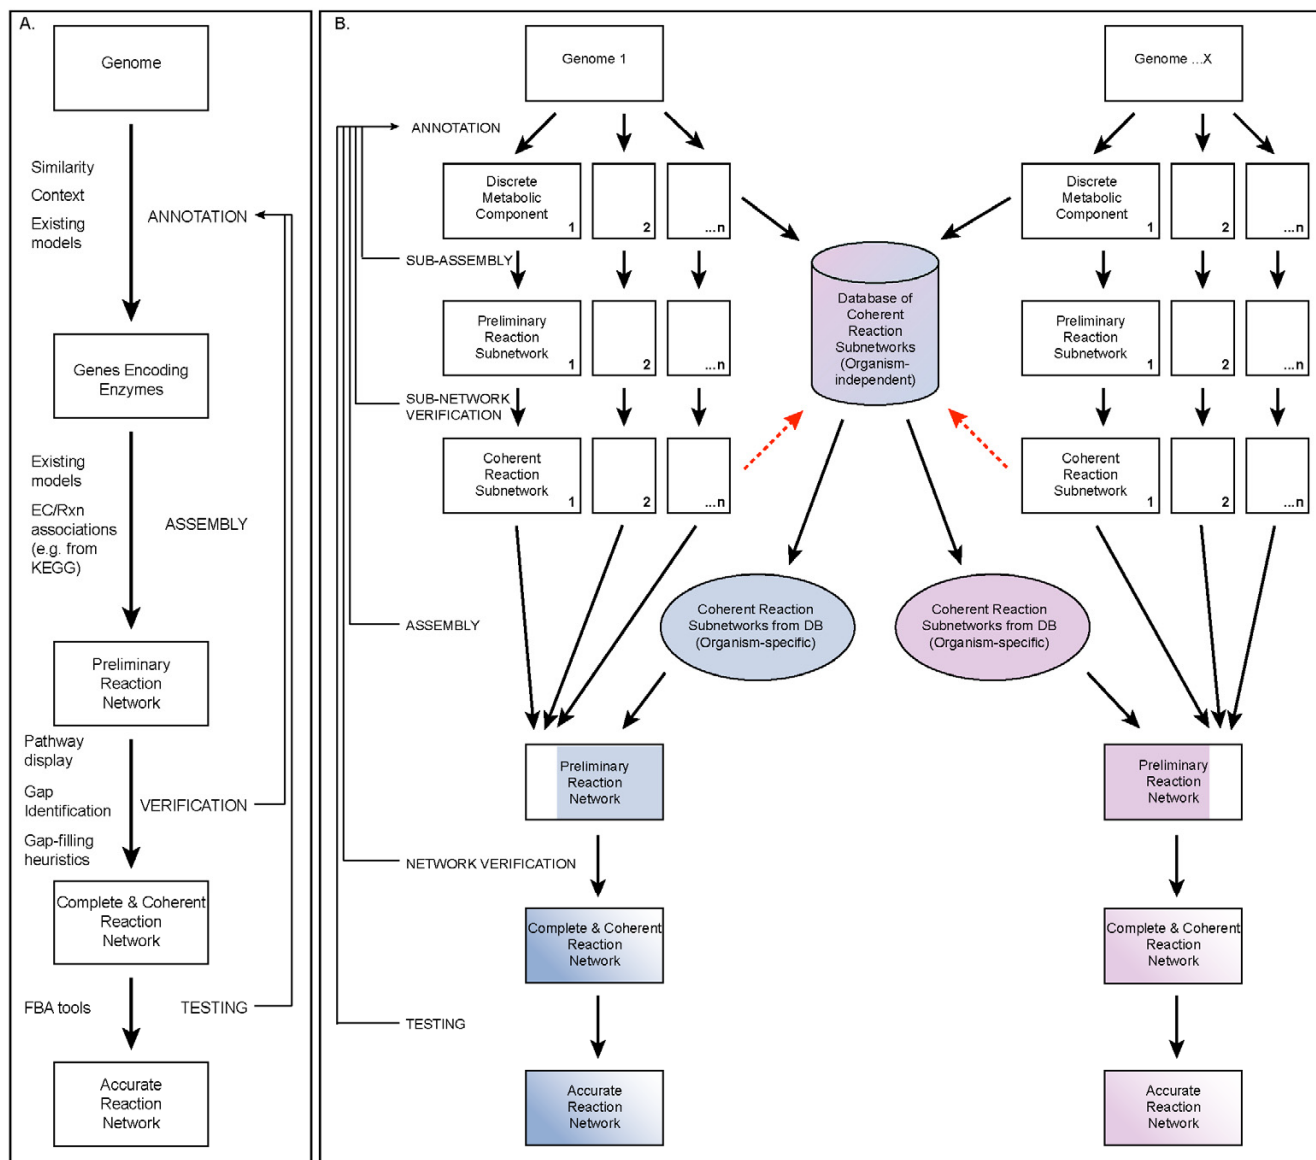 A.
Genome
Similarity
Context
Existing
models
ANNOTATION
Genes Encoding
Enzymes
Existing
models
EC/Rxn
associations
(e.g. from
KEGG)
ASSEMBLY
Preliminary
Reaction
Network
Pathway
display
Gap
Identification
Gap-filling
heuristics
VERIFICATION
Complete & Coherent
Reaction
Network
FBA tools
TESTING
Accurate
Reaction
Network
B.
Genome 1
Genome ...X
ANNOTATION
Discrete
Metabolic
Component
1
2
...n
Discrete
Metabolic
Component
1
2
...n
SUB-ASSEMBLY
Database of
Coherent
Reaction
Subnetworks
(Organism-
independent)
Preliminary
Reaction
Subnetwork
1
2
...n
Preliminary
Reaction
Subnetwork
1
2
...n
SUB-NETWORK
VERIFICATION
Coherent
Reaction
Subnetwork
1
2
...n
Coherent
Reaction
Subnetwork
1
2
...n
ASSEMBLY
Coherent Reaction
Subnetworks from DB
(Organism-specific)
Coherent Reaction
Subnetworks from DB
(Organism-specific)
Preliminary
Reaction
Network
Preliminary
Reaction
Network
NETWORK VERIFICATION
Complete & Coherent
Reaction
Network
Complete & Coherent
Reaction
Network
TESTING
Accurate
Reaction
Network
Accurate
Reaction
Network